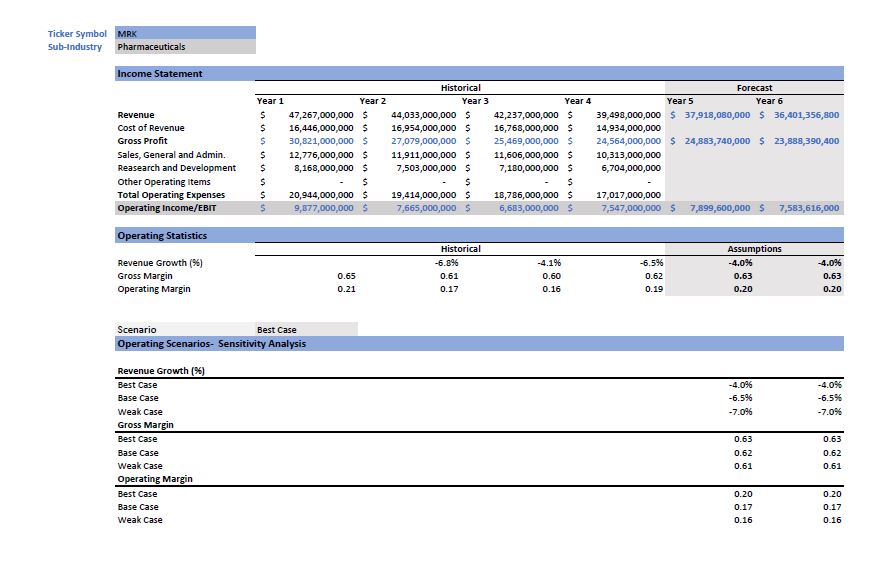 Ticker Symbol MRK
Sub-Industry Pharmaceuticals
Income Statement
Historical Forecast
Year 1 Year 2 Year 3 Year 4 Year 5 Year 6
Revenue $ 47,267,000,000 $ 44,033,000,000 $ 42,237,000,000 $ 39,498,000,000 $ 37,918,080,000 $ 36,401,356,800
Cost of Revenue $ 16,446,000,000 $ 16,954,000,000 $ 16,768,000,000 $ 14,934,000,000
Gross Profit $ 30,821,000,000 $ 27,079,000,000 $ 25,469,000,000 $ 24,564,000,000 $ 24,883,740,000 $ 23,888,390,400
Sales, General and Admin. $ 12,776,000,000 $ 11,911,000,000 $ 11,606,000,000 $ 10,313,000,000
Reasearch and Development $ 8,168,000,000 $ 7,503,000,000 $ 7,180,000,000 $ 6,704,000,000
Other Operating Items $ - $ - $ - $ -
Total Operating Expenses $ 20,944,000,000 $ 19,414,000,000 $ 18,786,000,000 $ 17,017,000,000
Operating Income/EBIT $ 9,877,000,000 $ 7,665,000,000 $ 6,683,000,000 $ 7,547,000,000 $ 7,899,600,000 $ 7,583,616,000
Operating Statistics
Historical Assumptions
Revenue Growth (%) -6.8% -4.1% -6.5% -4.0% -4.0%
Gross Margin 0.65 0.61 0.60 0.62 0.63 0.63
Operating Margin 0.21 0.17 0.16 0.19 0.20 0.20
Scenario Best Case
Operating Scenarios- Sensitivity Analysis
Revenue Growth (%)
Best Case -4.0% -4.0%
Base Case -6.5% -6.5%
Weak Case -7.0% -7.0%
Gross Margin
Best Case 0.63 0.63
Base Case 0.62 0.62
Weak Case 0.61 0.61
Operating Margin
Best Case 0.20 0.20
Base Case 0.17 0.17
Weak Case 0.16 0.16